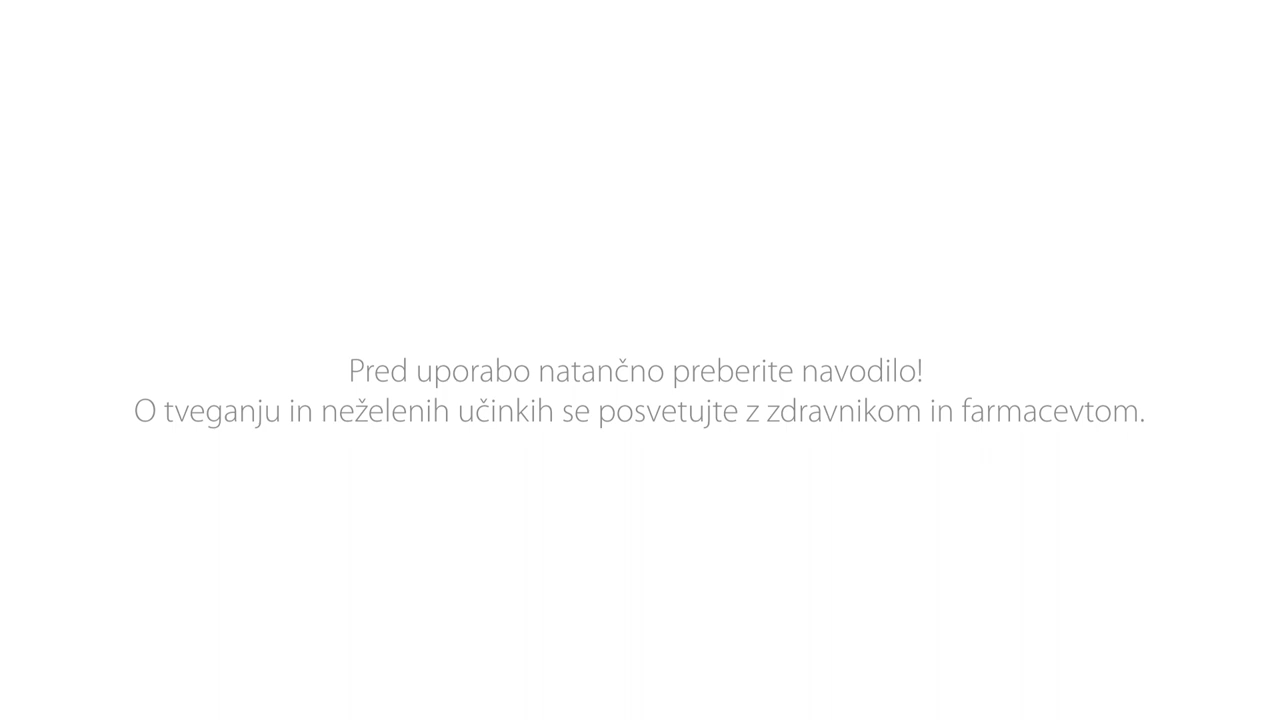 Pred uporabo natančno preberite navodilo!
O tveganju in neželenih učinkih se posvetujte z zdravnikom in farmacevtom.